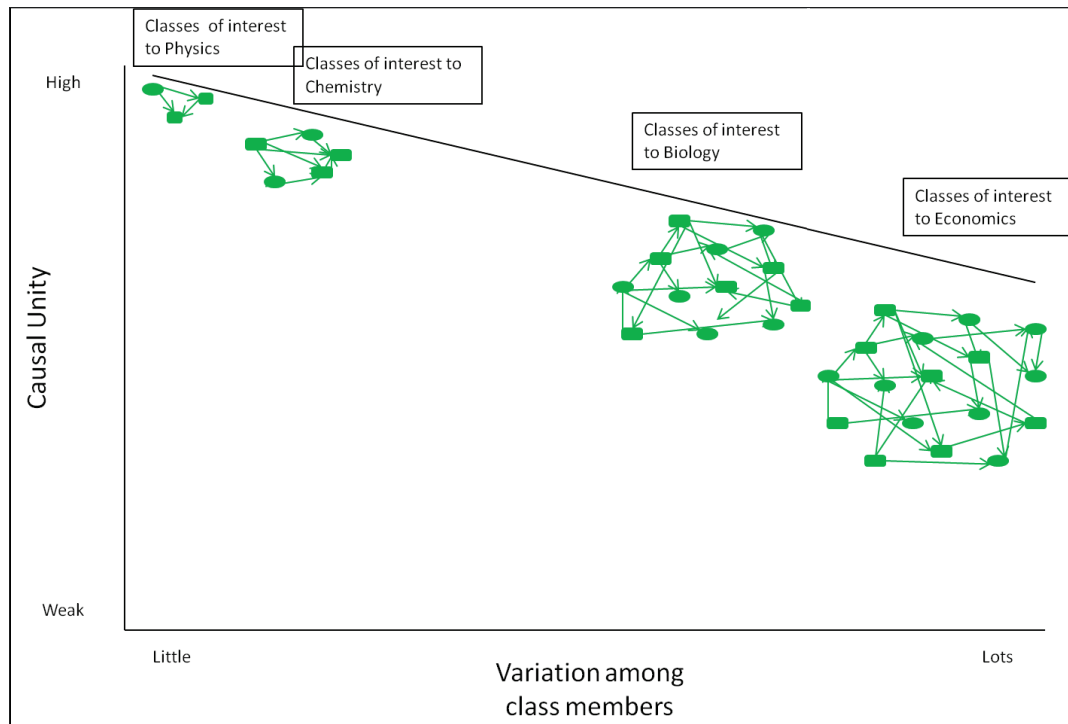 Classes of interest
to Physics
Classes of interest to
Chemistry
High
Classes of interest
to Biology
Classes of interest
to Economics
Causal Unity
Weak
Little
Lots
Variation among
class members